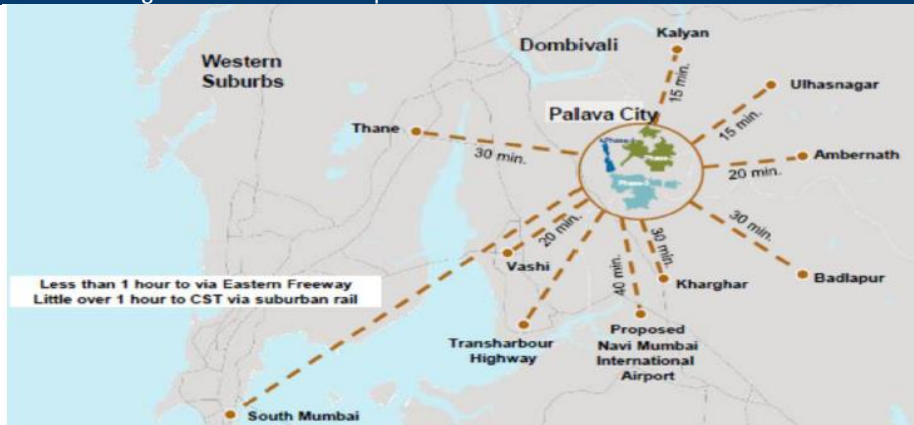 Kalyan
Dombivali
Western
Suburbs
Ulhasnagar
15 min.
Palava City
Thane
15 min.
30 min.
Ambernath
20 min.
30 min.
20 min.
Vashi
30 min.
40 min.
Badlapur
Kharghar
Less than 1 hour to via Eastern Freeway
Little over 1 hour to CST via suburban rail
Transharbour
Highway
Proposed
Navi Mumbai
International
Airport
South Mumbai